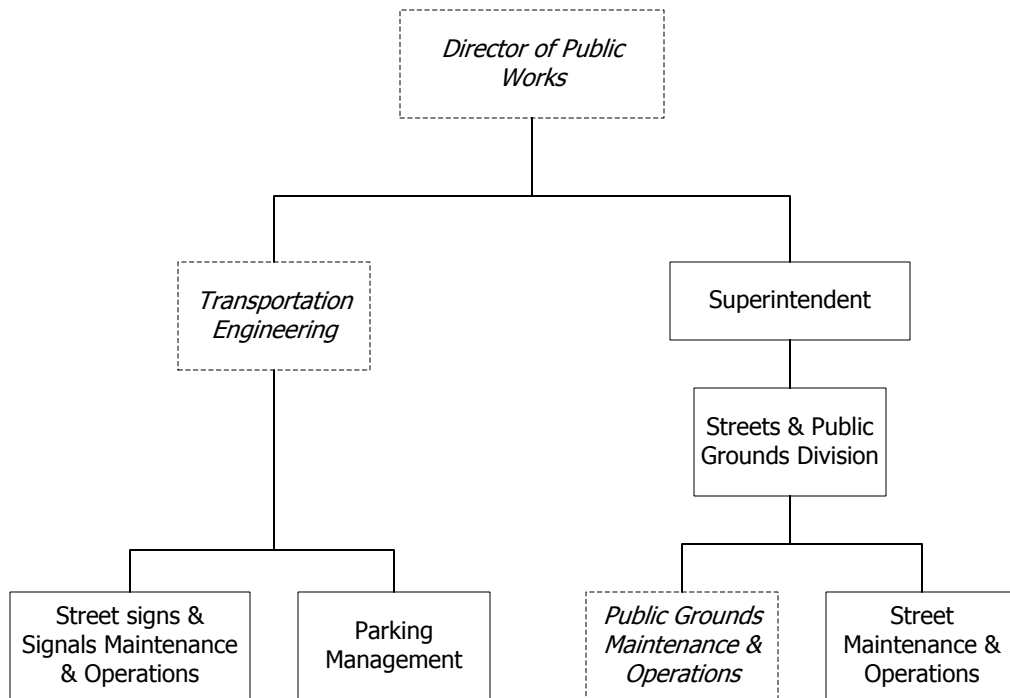 Director of Public
Works
Transportation
Engineering
Superintendent
Streets & Public
Grounds Division
Street signs &
Signals Maintenance
& Operations
Parking
Management
Public Grounds
Maintenance &
Operations
Street
Maintenance &
Operations